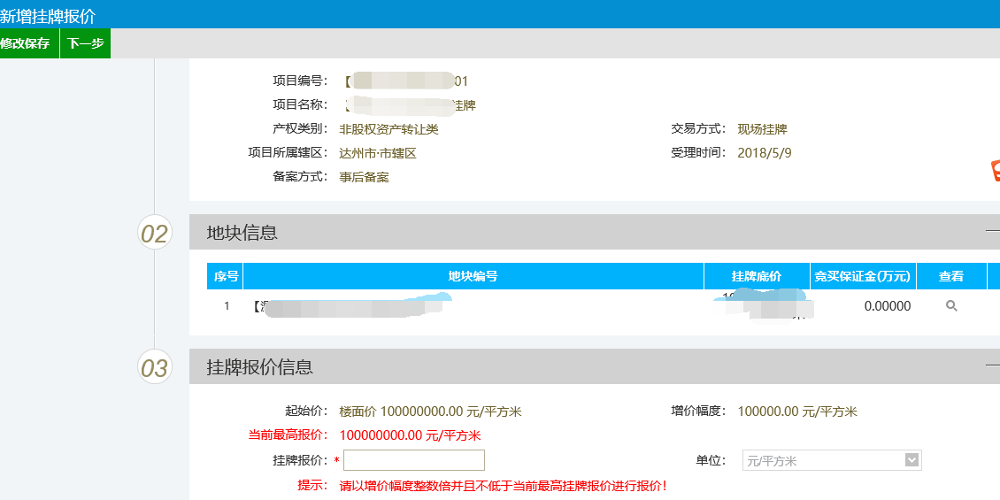 新增挂牌报价
修改保存 下一步
项目编号： 【 01
项目名称： 挂牌
产权类别： 非股权资产转让类 交易方式： 现场挂牌
项目所属辖区： 达州市·市辖区 受理时间： 2018/5/9
备案方式： 事后备案
02 地块信息
序号 地块编号 挂牌底价 竞买保证金(万元) 查看
1 【 0.00000
03 挂牌报价信息
起始价： 楼面价 100000000.00 元/平方米 增价幅度： 100000.00 元/平方米
当前最高报价： 100000000.00 元/平方米
挂牌报价： * 单位： 元/平方米
提示： 请以增价幅度整数倍并且不低于当前最高挂牌报价进行报价！